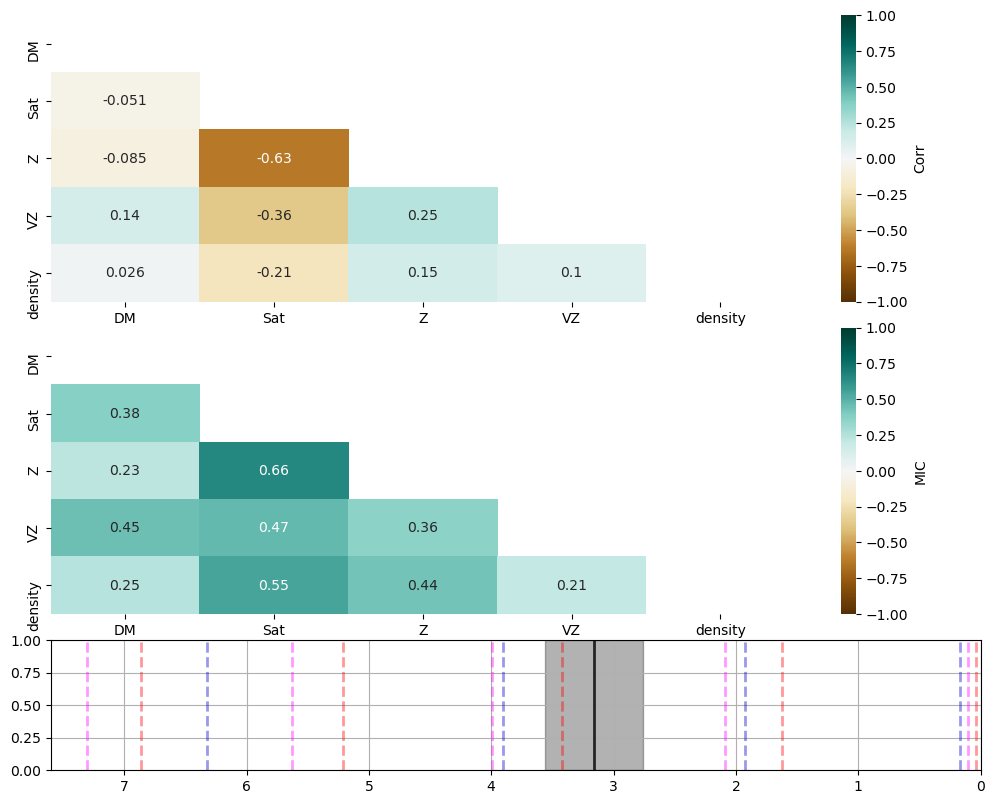 DM
Sat
-0.051
Z
-0.085
-0.63
VZ
0.14
-0.36
0.25
density
0.026
-0.21
0.15
0.1
DM
Sat
Z
VZ
density
1.00
0.75
0.50
0.25
0.00
−0.25
−0.50
−0.75
−1.00
Corr
DM
Sat
0.38
Z
0.23
0.66
VZ
0.45
0.47
0.36
density
0.25
0.55
0.44
0.21
DM
Sat
Z
VZ
density
1.00
0.75
0.50
0.25
0.00
−0.25
−0.50
−0.75
−1.00
MIC
1.00
0.75
0.50
0.25
0.00
7
6
5
4
3
2
1
0